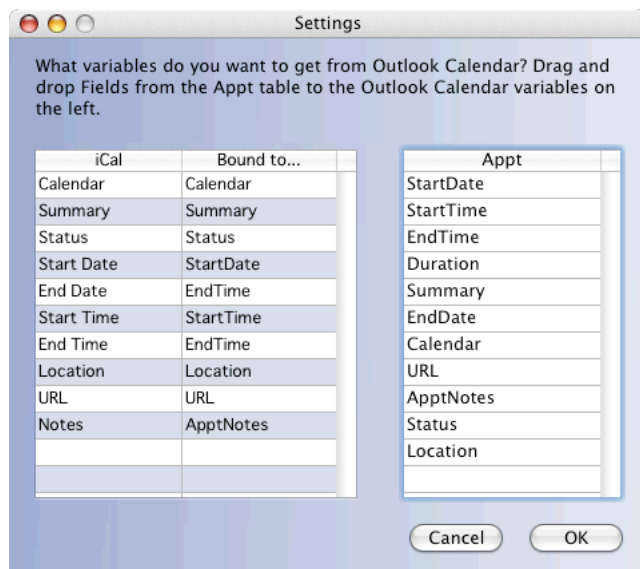 Settings
What variables do you want to get from Outlook Calendar? Drag and
drop Fields from the Appt table to the Outlook Calendar variables on
the left.
iCal Bound to... Appt
Calendar Calendar StartDate
Summary Summary StartTime
Status Status EndTime
Start Date StartDate Duration
End Date EndTime Summary
Start Time StartTime EndDate
End Time EndTime Calendar
Location Location URL
URL URL ApptNotes
Notes ApptNotes Status
Location
Cancel OK